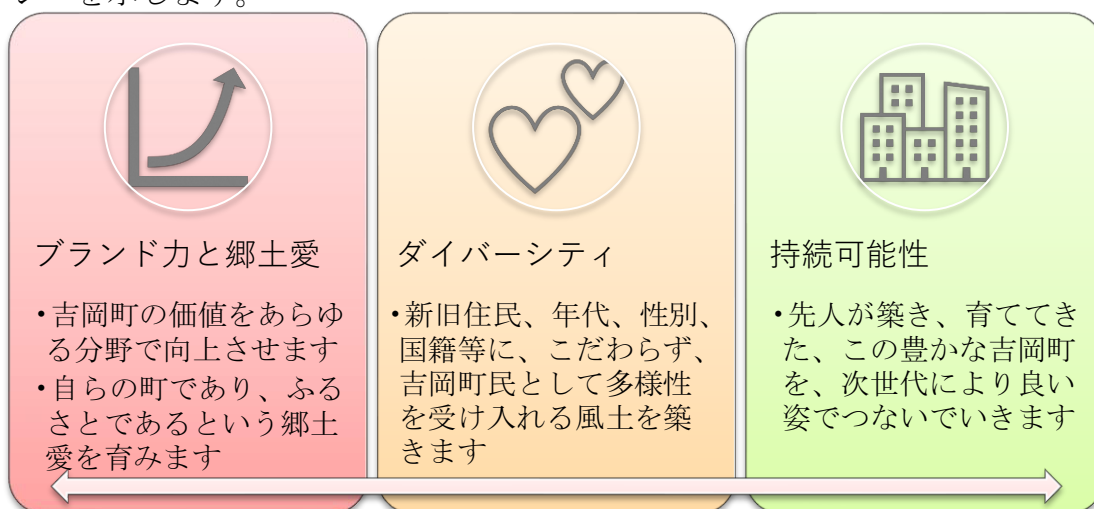 を示します。
ブランド力と郷土愛
・吉岡町の価値をあらゆ
る分野で向上させます
・自らの町であり、ふる
さとであるという郷土
愛を育みます
ダイバーシティ
・新旧住民、年代、性別、
国籍等に、こだわらず、
吉岡町民として多様性
を受け入れる風土を築
きます
持続可能性
・先人が築き、育ててき
た、この豊かな吉岡町
を、次世代により良い
姿でつないでいきます